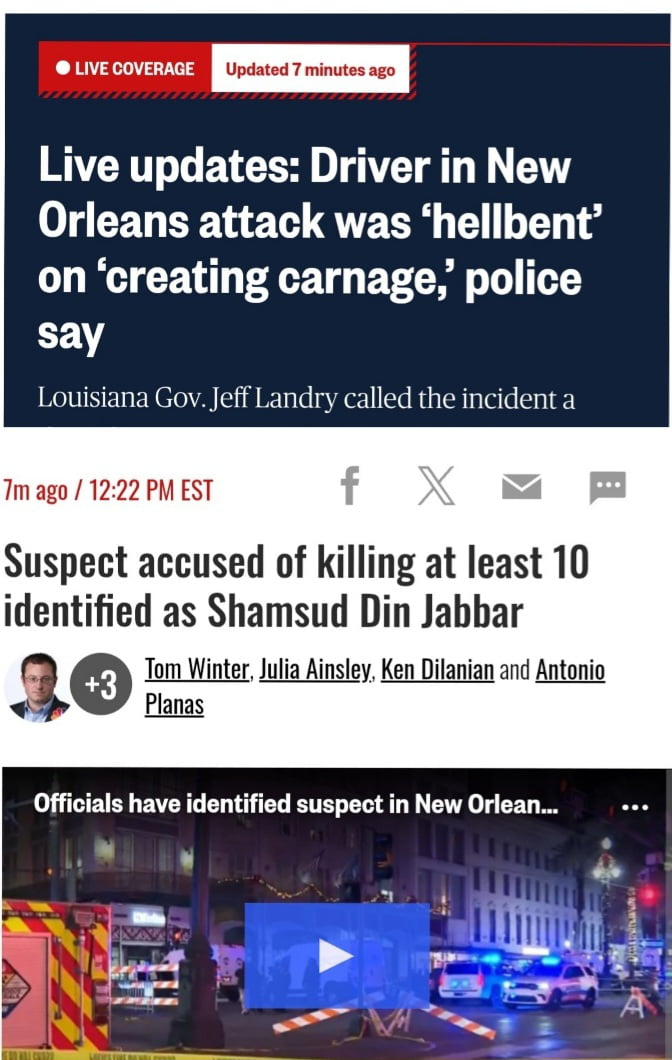 LIVE COVERAGE Updated 7 minutes ago
Live updates: Driver in New
Orleans attack was ‘hellbent’
on ‘creating carnage,’ police
say
Louisiana Gov. Jeff Landry called the incident a
7m ago / 12:22 PM EST
Suspect accused of killing at least 10
identified as Shamsud Din Jabbar
+3
Tom Winter, Julia Ainsley, Ken Dilanian and Antonio
Planas
Officials have identified suspect in New Orlean...